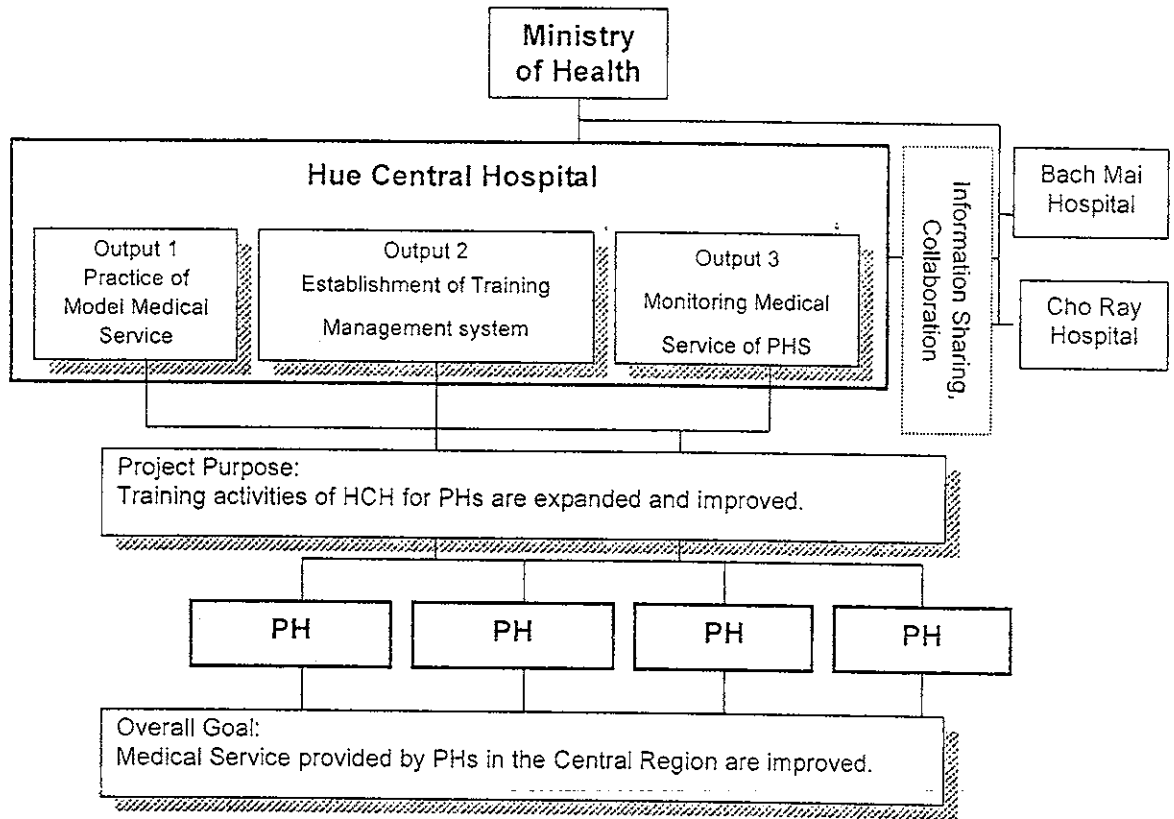 Ministry
of Health
Hue Central Hospital
Output 1
Practice of
Model Medical
Service
Output 2
Establishment of Training
Management system
Output 3
Monitoring Medical
Service of PHS
Information Sharing,
Collaboration
Bach Mai
Hospital
Cho Ray
Hospital
Project Purpose:
Training activities of HCH for PHs are expanded and improved.
PH
PH
PH
PH
Overall Goal:
Medical Service provided by PHs in the Central Region are improved.